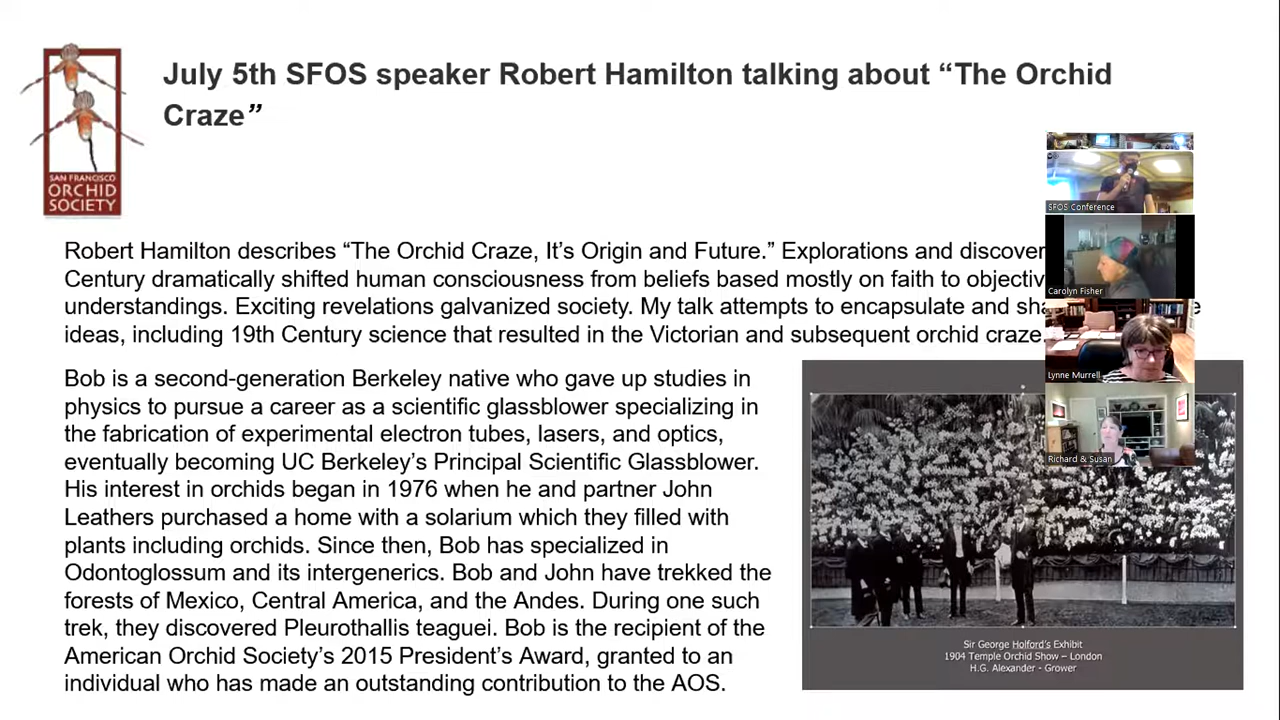 July 5th SFOS speaker Robert Hamilton talking about “The Orchid
Craze”
SAN FRANCISCO
ORCHID
SOCIETY
Robert Hamilton describes “The Orchid Craze, It’s Origin and Future.” Explorations and
Century dramatically shifted human consciousness from beliefs based mostly on faith to
understandings. Exciting revelations galvanized society. My talk attempts to encapsulate and
ideas, including 19th Century science that resulted in the Victorian and subsequent orchid craze.
Bob is a second-generation Berkeley native who gave up studies in
physics to pursue a career as a scientific glassblower specializing in
the fabrication of experimental electron tubes, lasers, and optics,
eventually becoming UC Berkeley’s Principal Scientific Glassblower.
His interest in orchids began in 1976 when he and partner John
Leathers purchased a home with a solarium which they filled with
plants including orchids. Since then, Bob has specialized in
Odontoglossum and its intergenerics. Bob and John have trekked the
forests of Mexico, Central America, and the Andes. During one such
trek, they discovered Pleurothallis teaguei. Bob is the recipient of the
American Orchid Society’s 2015 President’s Award, granted to an
individual who has made an outstanding contribution to the AOS.
SFOS Conference
Carolyn Fisher
Lynne Murrell
Richard & Susan
Sir George Holford's Exhibit
1904 Temple Orchid Show ~ London
H.G. Alexander - Grower